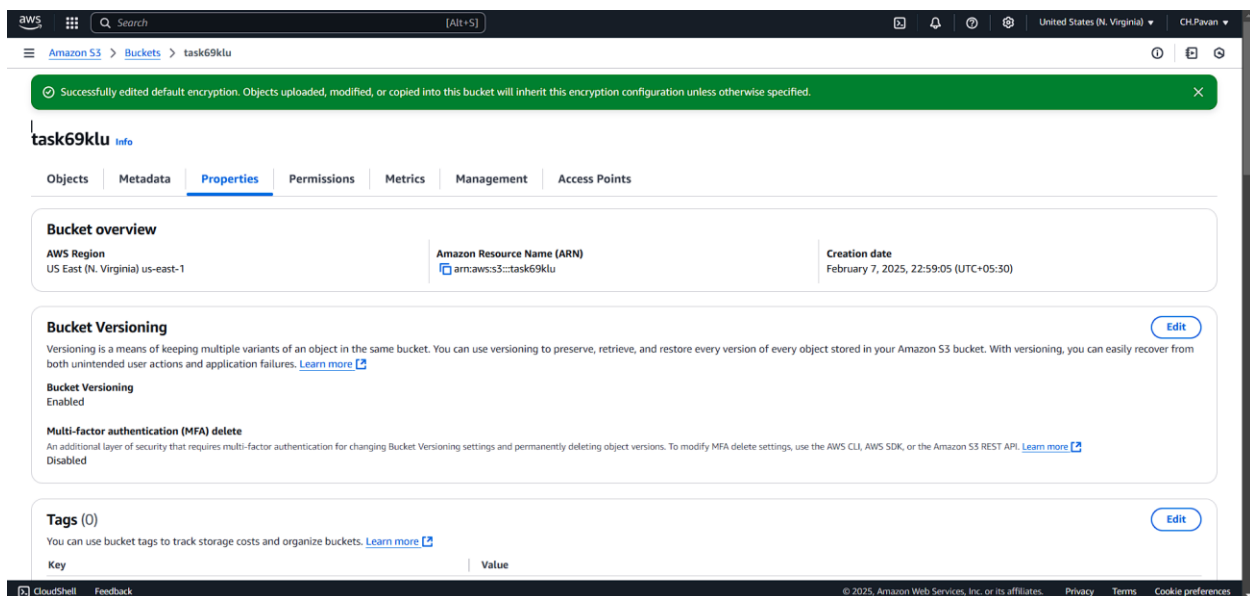 aws Search [Alt+S] United States (N. Virginia) CH.Pavan
Amazon S3 > Buckets > task69klu
Successfully edited default encryption. Objects uploaded, modified, or copied into this bucket will inherit this encryption configuration unless otherwise specified.
task69klu Info
Objects Metadata Properties Permissions Metrics Management Access Points
Bucket overview
AWS Region Amazon Resource Name (ARN) Creation date
US East (N. Virginia) us-east-1 arn:aws:s3:::task69klu February 7, 2025, 22:59:05 (UTC+05:30)
Bucket Versioning Edit
Versioning is a means of keeping multiple variants of an object in the same bucket. You can use versioning to preserve, retrieve, and restore every version of every object stored in your Amazon S3 bucket. With versioning, you can easily recover from
both unintended user actions and application failures. Learn more
Bucket Versioning
Enabled
Multi-factor authentication (MFA) delete
An additional layer of security that requires multi-factor authentication for changing Bucket Versioning settings and permanently deleting object versions. To modify MFA delete settings, use the AWS CLI, AWS SDK, or the Amazon S3 REST API. Learn more
Disabled
Tags (0) Edit
You can use bucket tags to track storage costs and organize buckets. Learn more
Key Value
CloudShell Feedback © 2025, Amazon Web Services, Inc. or its affiliates. Privacy Terms Cookie preferences